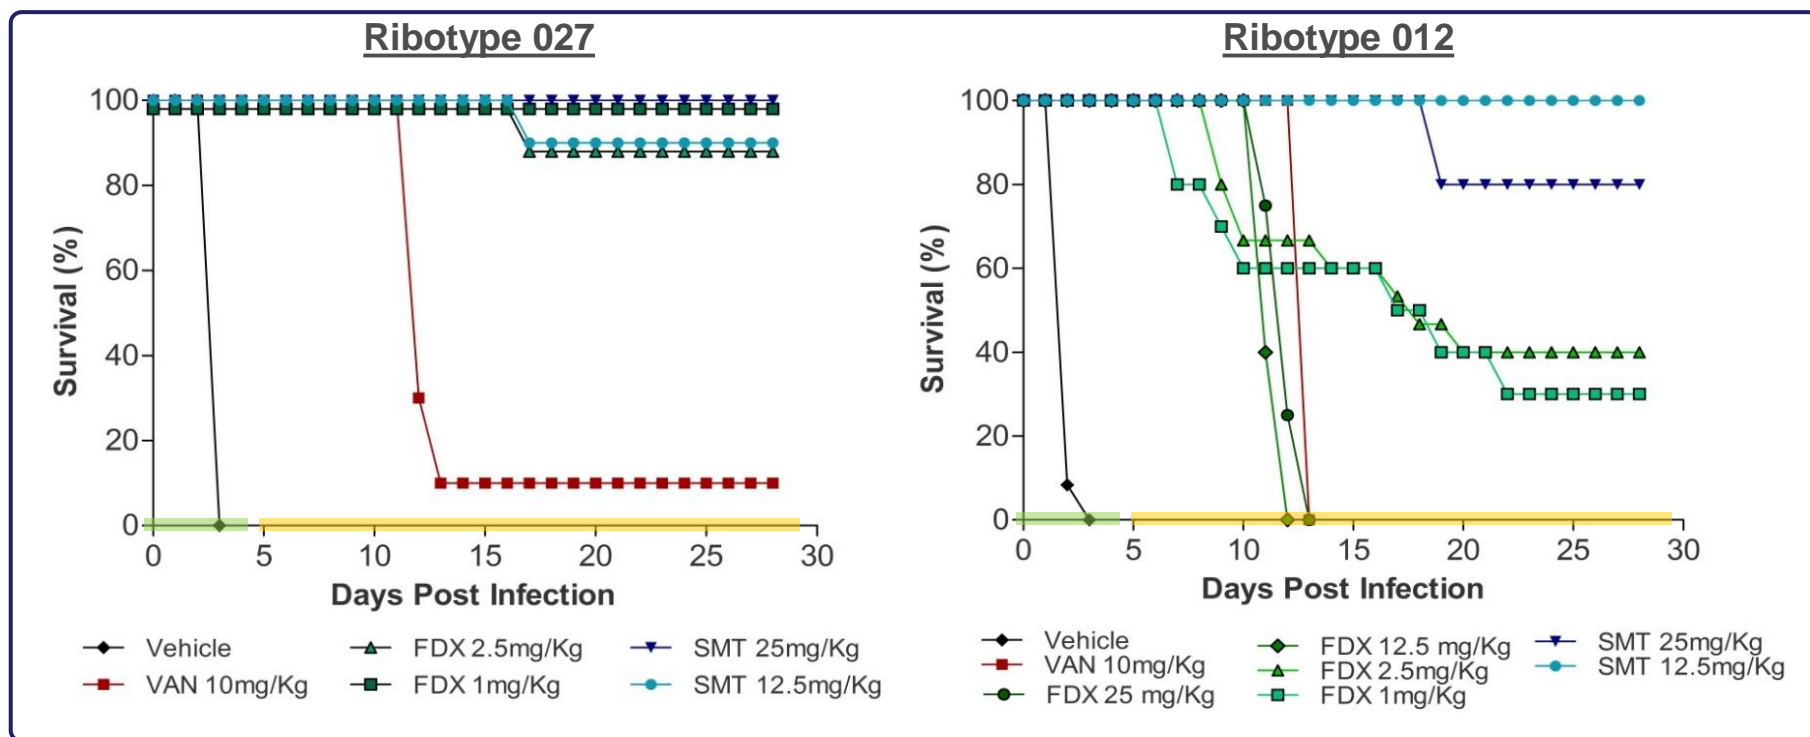 Ribotype 027
100
80
60
40
20
0
Survival (%)
0 5 10 15 20 25 30
Days Post Infection
Vehicle
VAN 10mg/Kg
FDX 2.5mg/Kg
FDX 1mg/Kg
SMT 25mg/Kg
SMT 12.5mg/Kg
Ribotype 012
100
80
60
40
20
0
Survival (%)
0 5 10 15 20 25 30
Days Post Infection
Vehicle
VAN 10mg/Kg
FDX 25 mg/Kg
FDX 12.5 mg/Kg
FDX 2.5mg/Kg
FDX 1mg/Kg
SMT 25mg/Kg
SMT 12.5mg/Kg